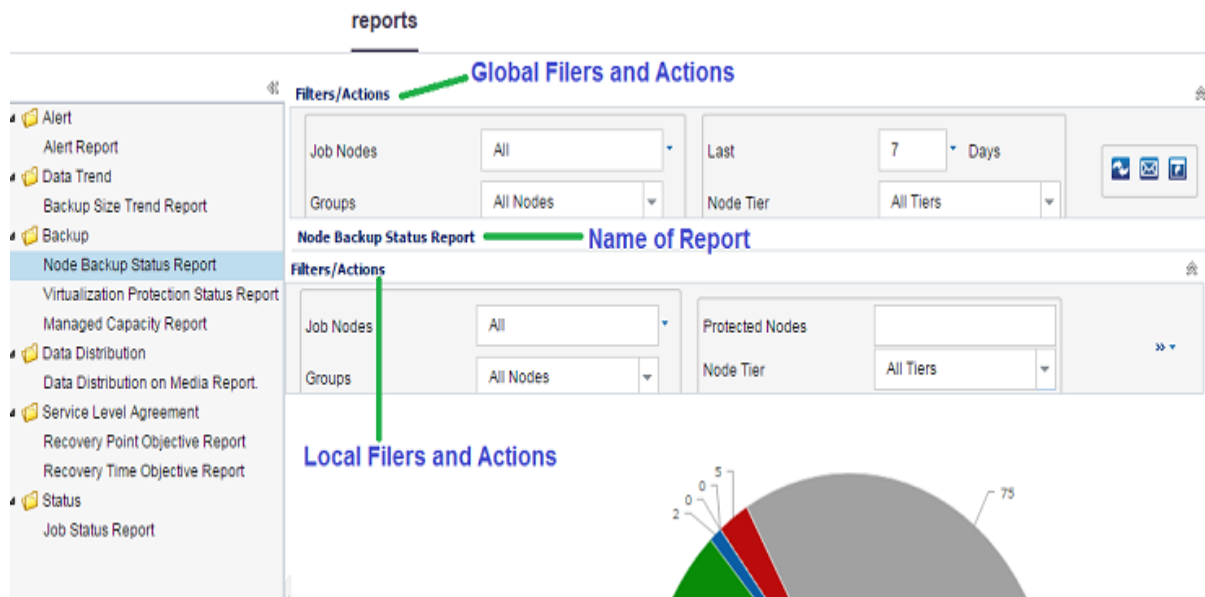 reports
Global Filers and Actions
Filters/Actions
Alert
Alert Report
Data Trend
Backup Size Trend Report
Backup
Node Backup Status Report
Virtualization Protection Status Report
Managed Capacity Report
Data Distribution
Data Distribution on Media Report.
Service Level Agreement
Recovery Point Objective Report
Recovery Time Objective Report
Status
Job Status Report
Job Nodes All Last 7 Days
Groups All Nodes Node Tier All Tiers
Node Backup Status Report Name of Report
Filters/Actions
Job Nodes All Protected Nodes
Groups All Nodes Node Tier All Tiers
Local Filers and Actions
2
0
0
5
75